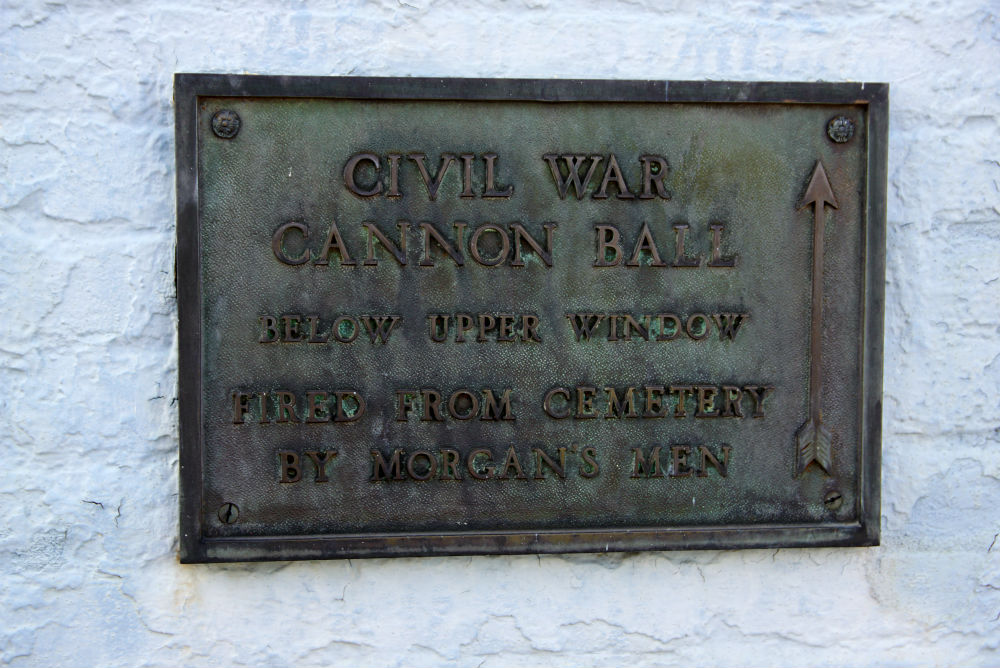 CIVIL WAR
CANNON BALL
BELOW UPPER WINDOW
FIRED FROM CEMETERY
BY MORGAN'S MEN